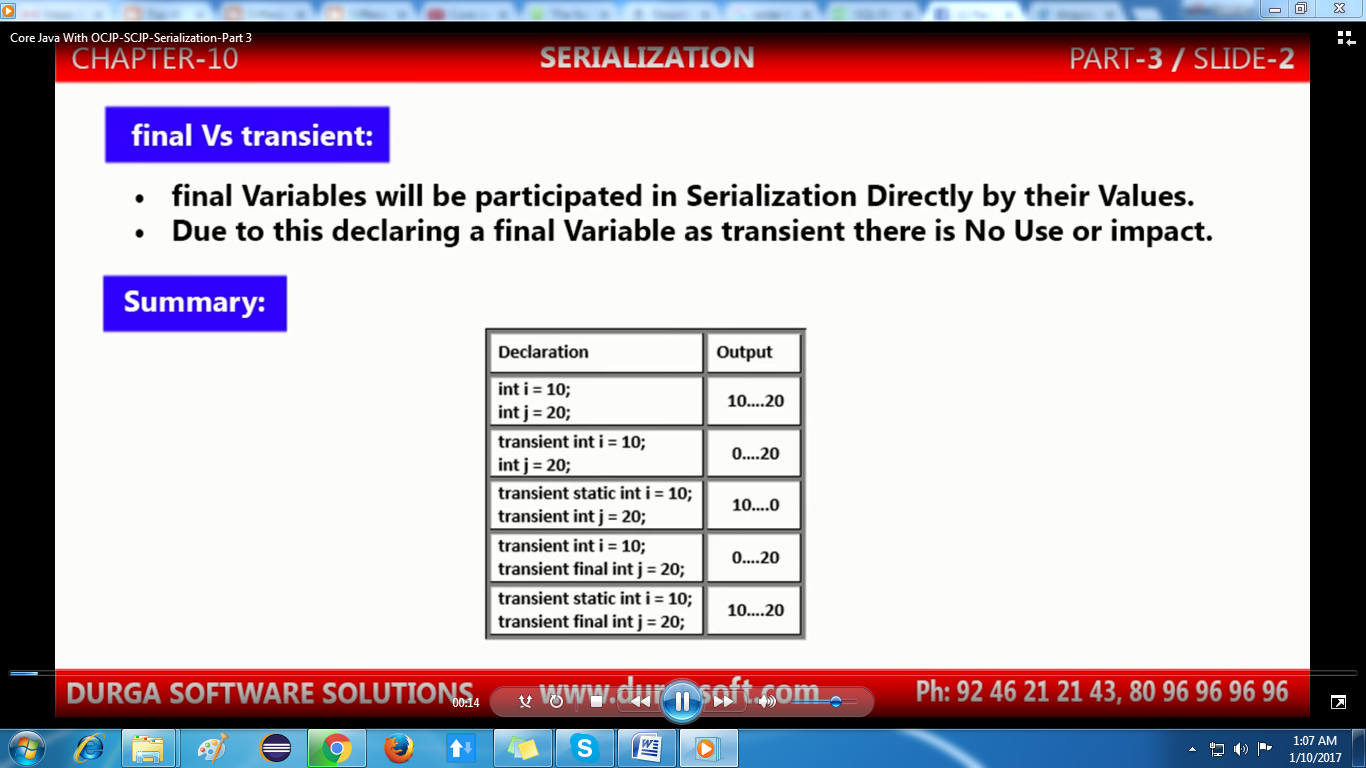 Core Java With OCJP-SCJP-Serialization-Part 3
CHAPTER-10 SERIALIZATION PART-3 / SLIDE-2
final Vs transient:
• final Variables will be participated in Serialization Directly by their Values.
• Due to this declaring a final Variable as transient there is No Use or impact.
Summary:
Declaration Output
int i = 10;
int j = 20;
10....20
transient int i = 10;
int j = 20;
0....20
transient static int i = 10;
transient int j = 20;
10....0
transient int i = 10;
transient final int j = 20;
0....20
transient static int i = 10;
transient final int j = 20;
10....20
DURGA SOFTWARE SOLUTIONS www.durgasoft.com Ph: 92 46 21 21 43, 80 96 96 96 96
00:14
1:07 AM
1/10/2017